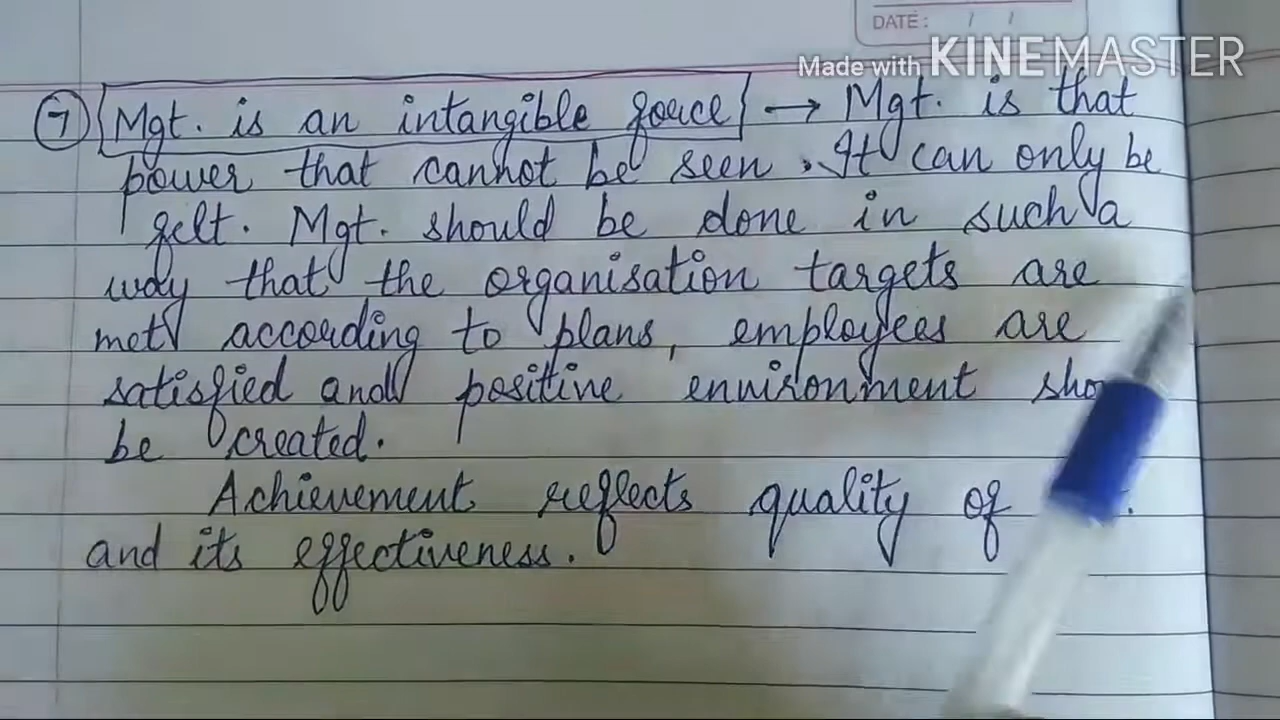 DATE: / /
Made with KINEMASTER
7 Mgt. is an intangible force → Mgt. is that
power that cannot be seen. It can only be
felt. Mgt. should be done in such a
way that the organisation targets are
met according to plans, employees are
satisfied and positive environment
be created.
Achievement reflects quality of
and its effectiveness.